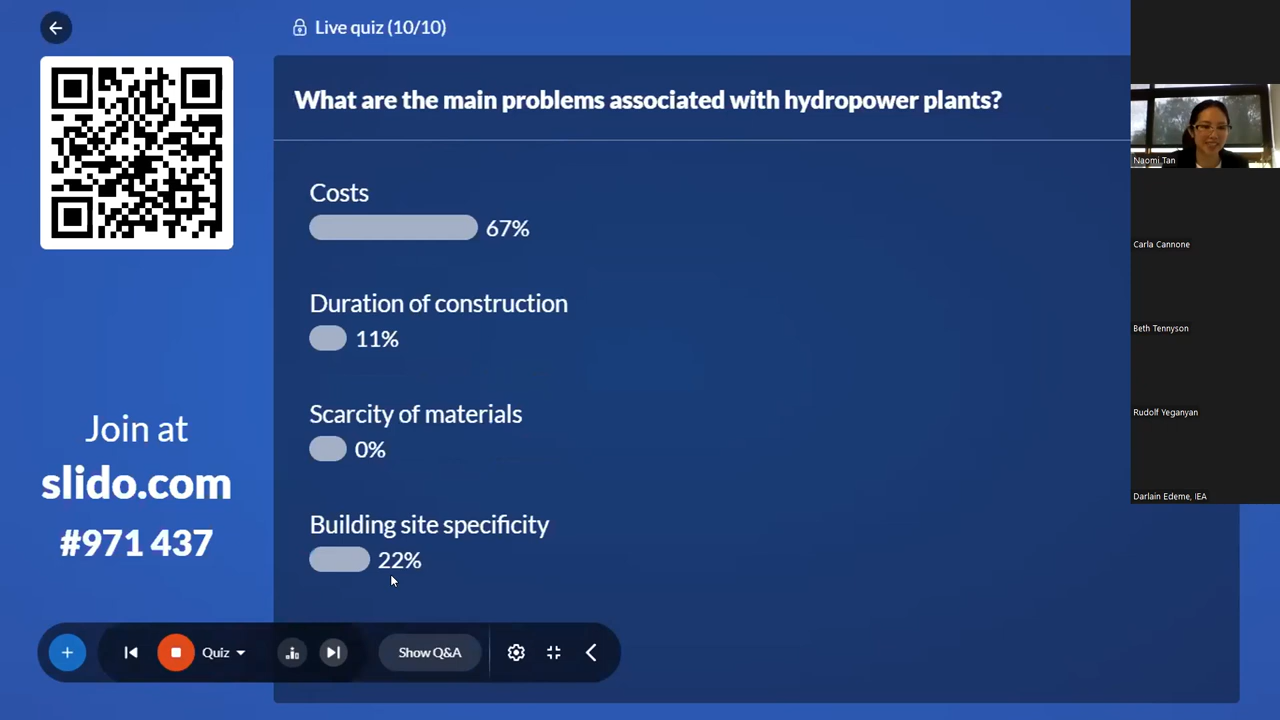 Live quiz (10/10)
What are the main problems associated with hydropower plants?
Costs
67%
Duration of construction
11%
Scarcity of materials
0%
Building site specificity
22%
Join at
slido.com
#971 437
Quiz
Show Q&A
Naomi Tan
Carla Cannone
Beth Tennyson
Rudolf Yeganyan
Darlain Edeme, IEA